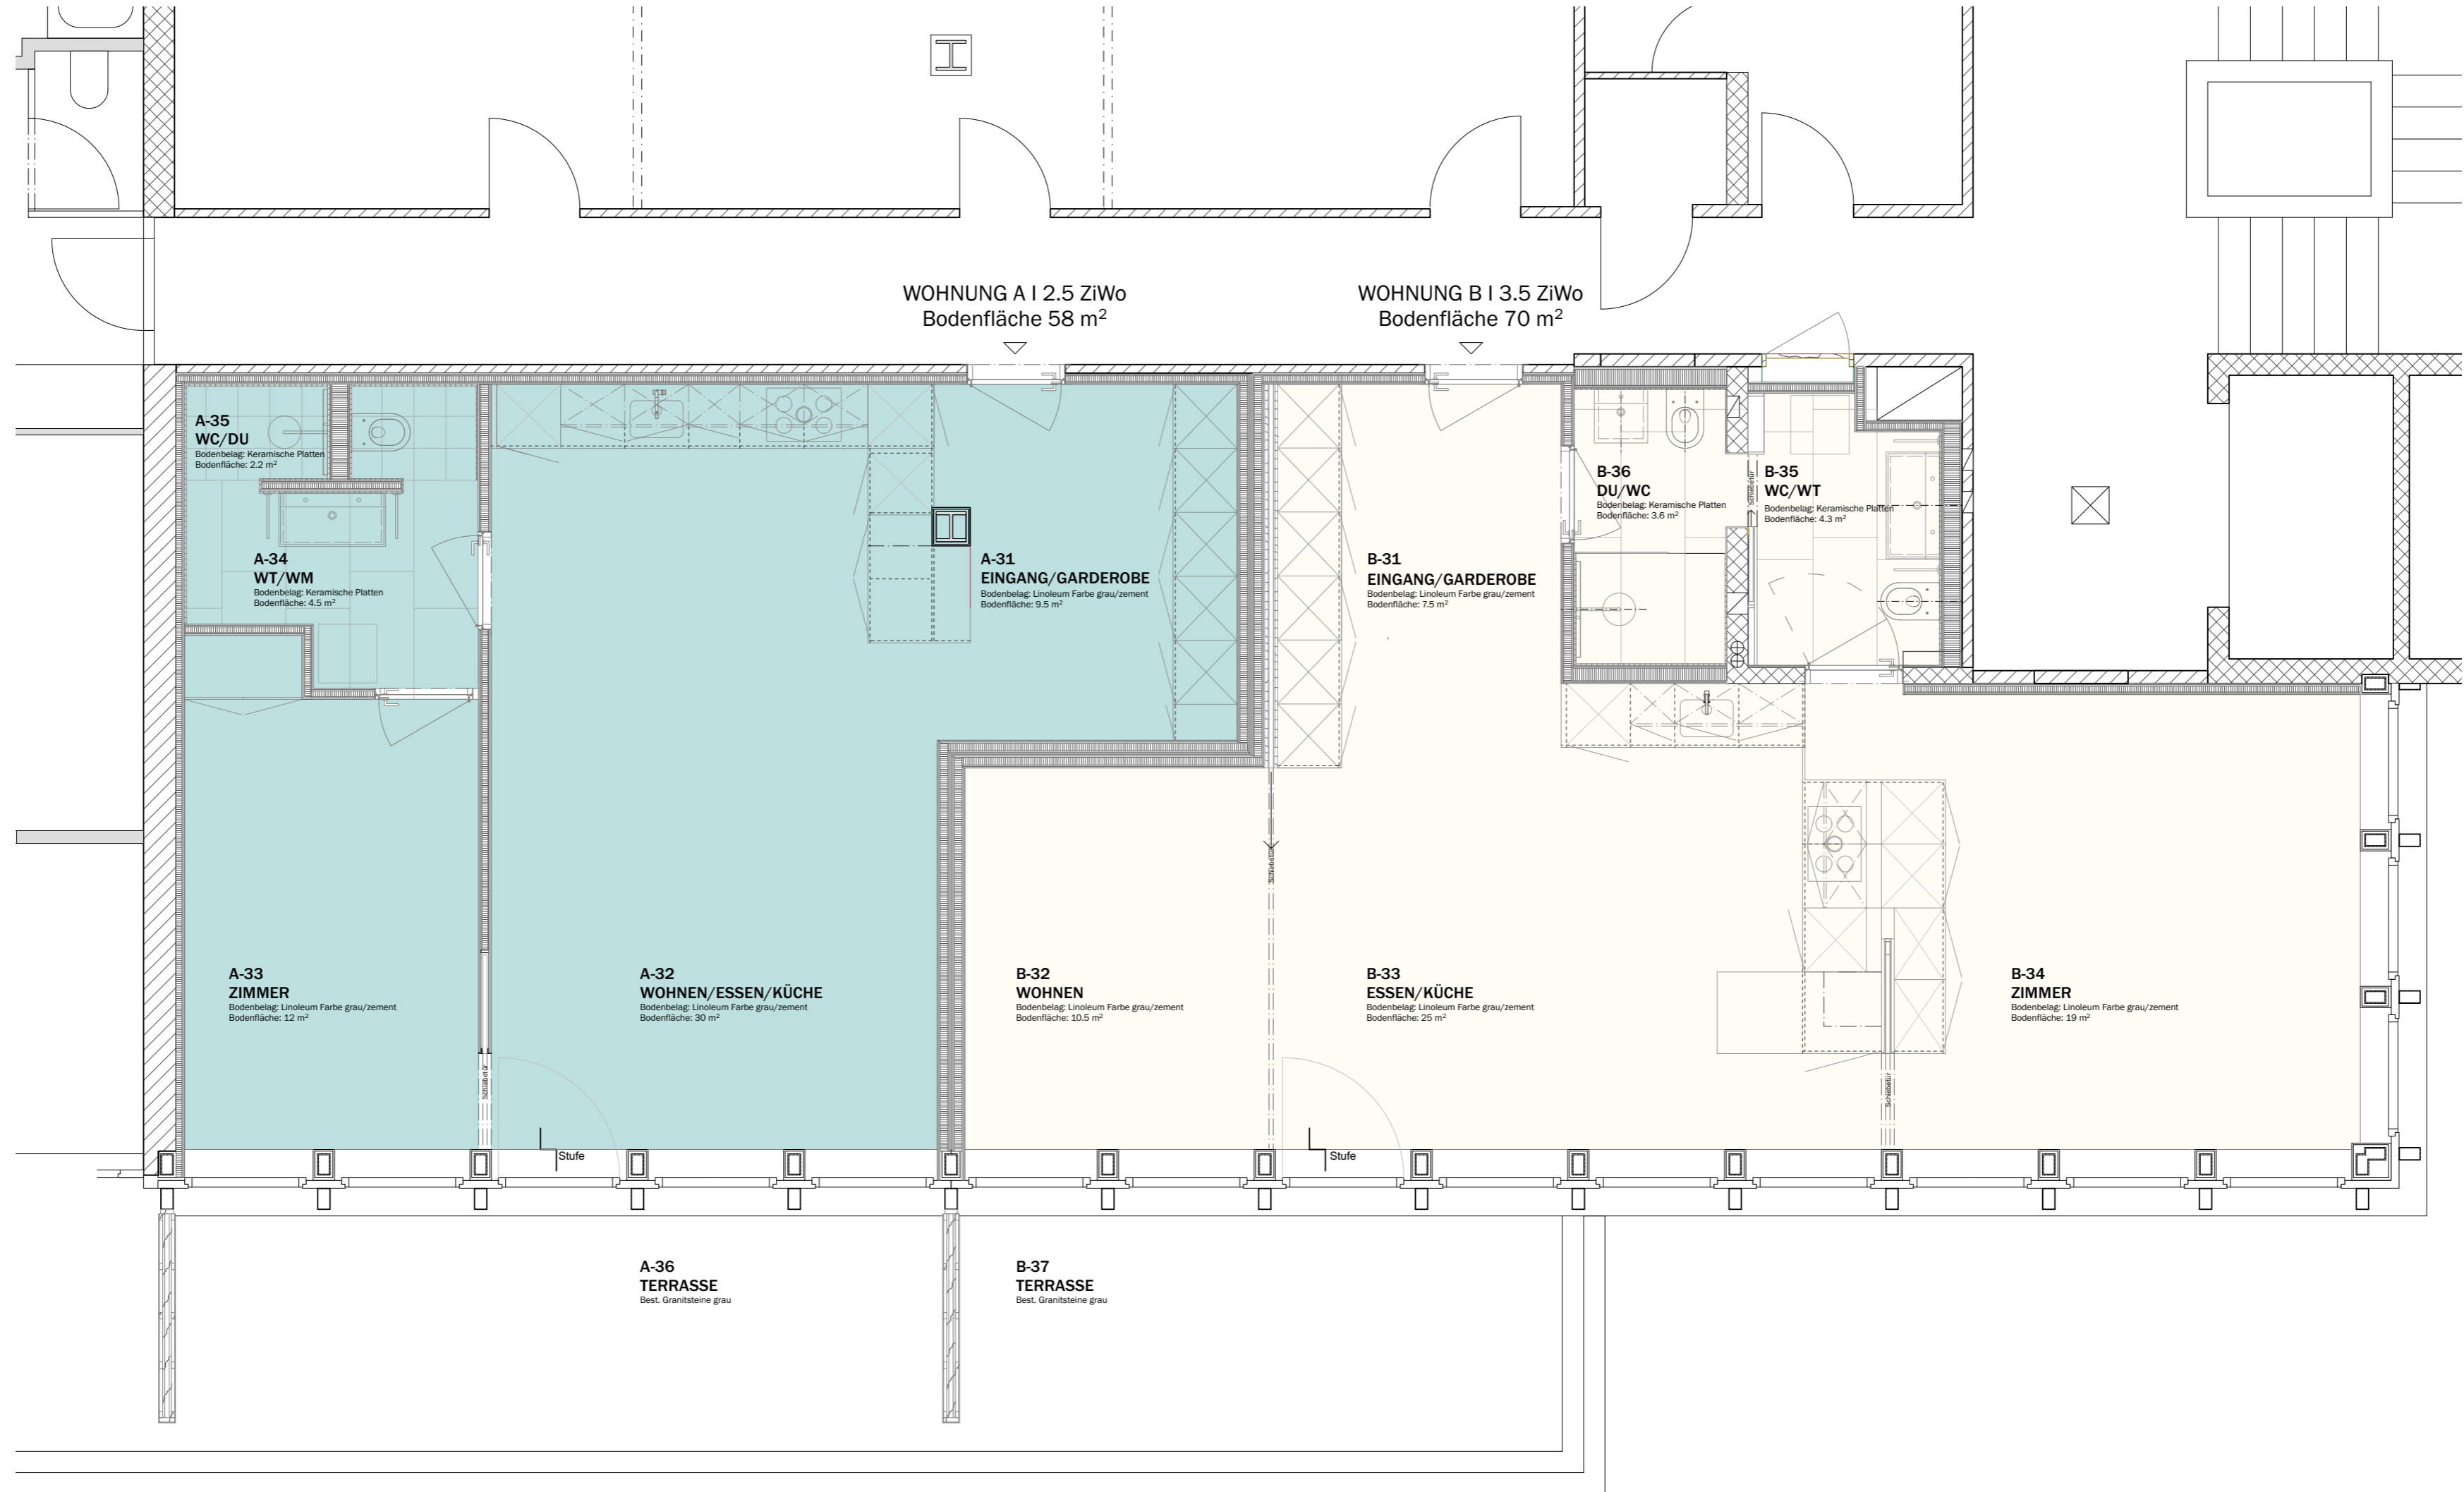 WOHNUNG A I 2.5 ZiWo
Bodenfläche 58 m²
WOHNUNG B I 3.5 ZiWo
Bodenfläche 70 m²
A-35
WC/DU
Bodenbelag: Keramische Platten
Bodenfläche: 2.2 m²
A-34
WT/WM
Bodenbelag: Keramische Platten
Bodenfläche: 4.5 m²
A-31
EINGANG/GARDEROBE
Bodenbelag: Linoleum Farbe grau/zement
Bodenfläche: 9.5 m²
B-31
EINGANG/GARDEROBE
Bodenbelag: Linoleum Farbe grau/zement
Bodenfläche: 7.5 m²
B-36
DU/WC
Bodenbelag: Keramische Platten
Bodenfläche: 3.6 m²
Schiebetür
B-35
WC/WT
Bodenbelag: Keramische Platten
Bodenfläche: 4.3 m²
Schiebetür
A-33
ZIMMER
Bodenbelag: Linoleum Farbe grau/zement
Bodenfläche: 12 m²
A-32
WOHNEN/ESSEN/KÜCHE
Bodenbelag: Linoleum Farbe grau/zement
Bodenfläche: 30 m²
B-32
WOHNEN
Bodenbelag: Linoleum Farbe grau/zement
Bodenfläche: 10.5 m²
B-33
ESSEN/KÜCHE
Bodenbelag: Linoleum Farbe grau/zement
Bodenfläche: 25 m²
B-34
ZIMMER
Bodenbelag: Linoleum Farbe grau/zement
Bodenfläche: 19 m²
Schiebetür
Schiebetür
Stufe
Stufe
A-36
TERRASSE
Best. Granitsteine grau
B-37
TERRASSE
Best. Granitsteine grau